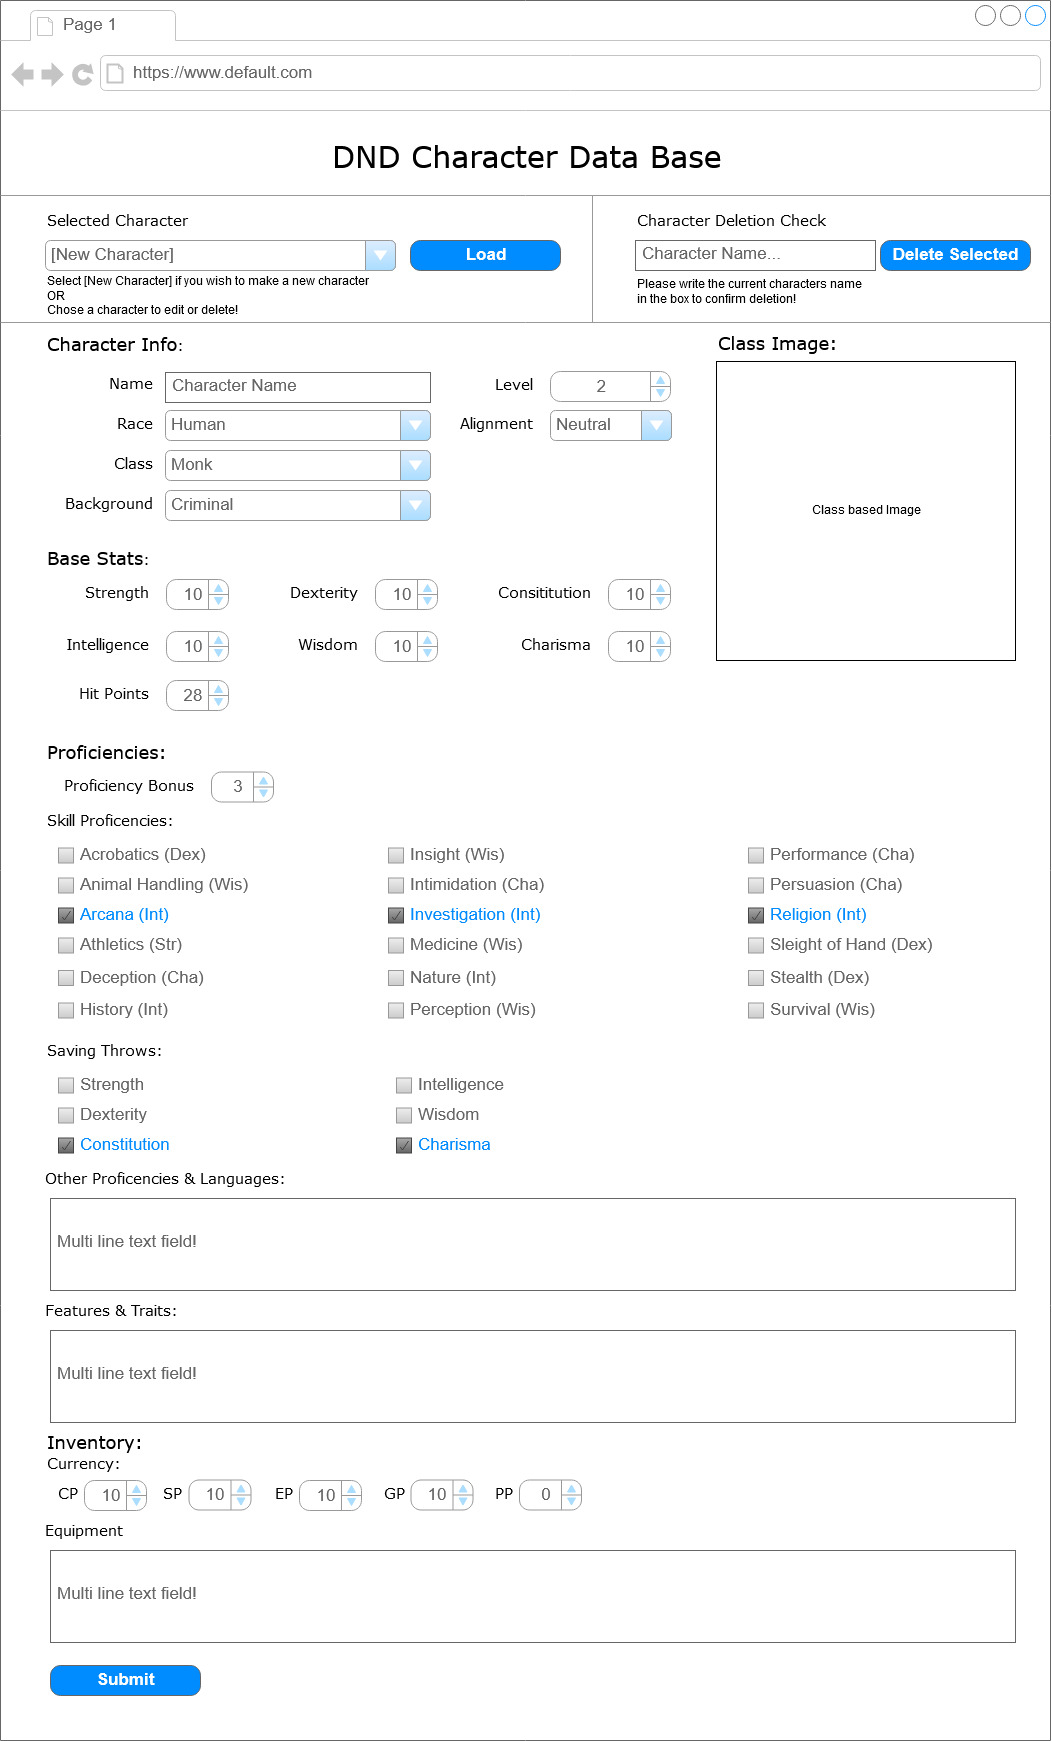 Page 1
https://www.default.com
DND Character Data Base
Selected Character
[New Character]
Load
Select [New Character] if you wish to make a new character
OR
Chose a character to edit or delete!
Character Deletion Check
Character Name...
Delete Selected
Please write the current characters name
in the box to confirm deletion!
Character Info:
Name
Character Name
Level
2
Race
Human
Alignment
Neutral
Class
Monk
Background
Criminal
Class Image:
Class based Image
Base Stats:
Strength
10
Dexterity
10
Consititution
10
Intelligence
10
Wisdom
10
Charisma
10
Hit Points
28
Proficiencies:
Proficiency Bonus
3
Skill Proficencies:
Acrobatics (Dex)
Insight (Wis)
Performance (Cha)
Animal Handling (Wis)
Intimidation (Cha)
Persuasion (Cha)
Arcana (Int)
Investigation (Int)
Religion (Int)
Athletics (Str)
Medicine (Wis)
Sleight of Hand (Dex)
Deception (Cha)
Nature (Int)
Stealth (Dex)
History (Int)
Perception (Wis)
Survival (Wis)
Saving Throws:
Strength
Intelligence
Dexterity
Wisdom
Constitution
Charisma
Other Proficencies & Languages:
Multi line text field!
Features & Traits:
Multi line text field!
Inventory:
Currency:
CP
10
SP
10
EP
10
GP
10
PP
0
Equipment
Multi line text field!
Submit